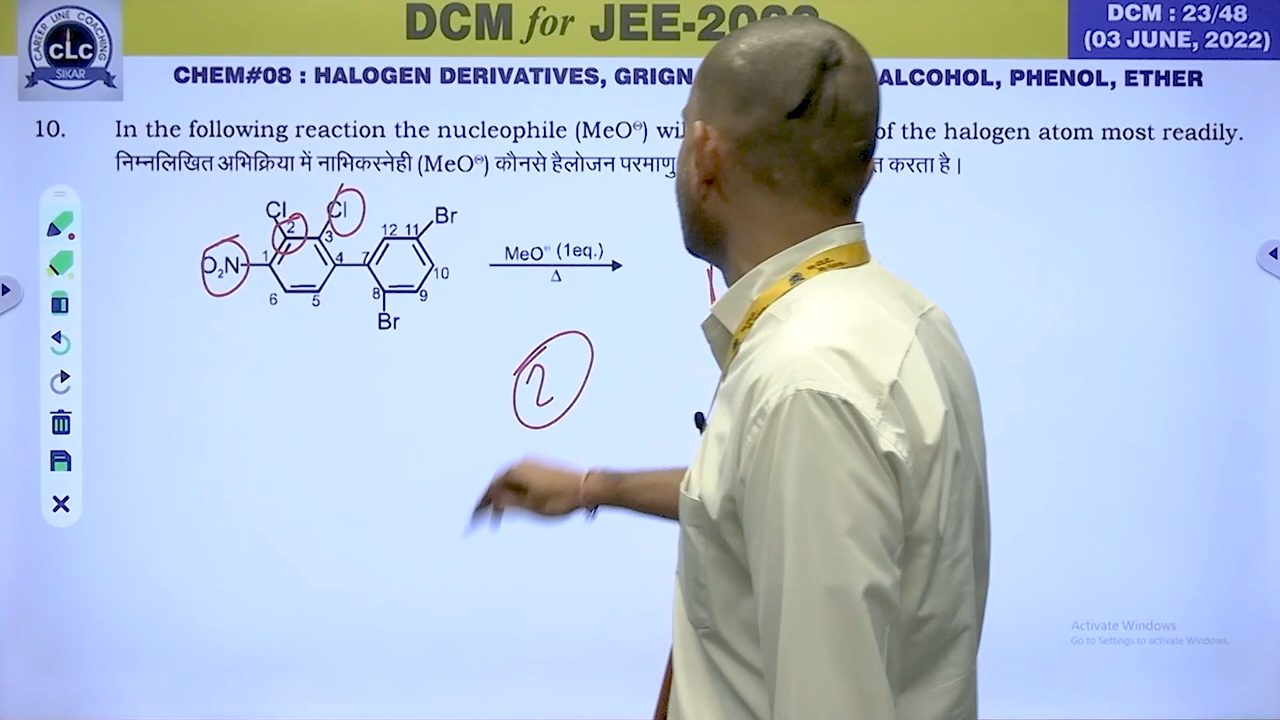 DCM for JEE-20
DCM : 23/48
(03 JUNE, 2022)
CAREER LINE COACHING
CLC
SIKAR
CHEM#08 : HALOGEN DERIVATIVES, GRIGN ALCOHOL, PHENOL, ETHER
10. In the following reaction the nucleophile (MeO⊖) wi of the halogen atom most readily.
निम्नलिखित अभिक्रिया में नाभिकस्नेही (MeO⊖) कौनसे हैलोजन परमाणु त करता है।
Cl Cl Br
2 3 12 11
O₂N 1 4 7 10
6 5 8 9
Br
MeO⊖ (1eq.)
Δ
2
Activate Windows
Go to Settings to activate Windows.